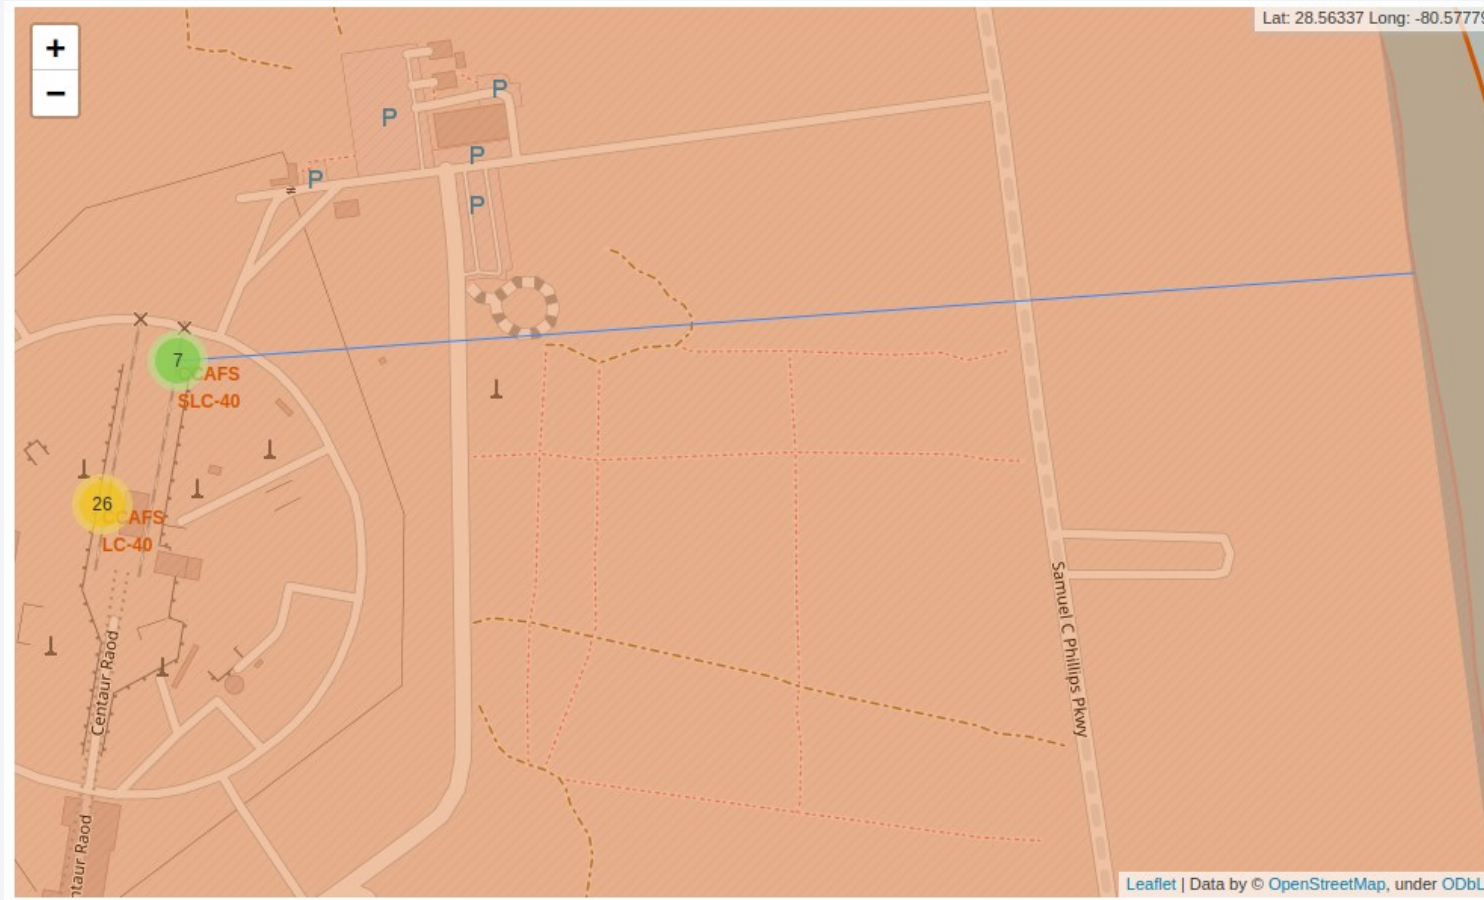 +
Lat: 28.56337 Long: -80.57779
−
P
P
P
P
P
7
CCAFS
SLC-40
26
CCAFS
LC-40
Samuel C Phillips Pkwy
Centaur Raod
ntaur Raod
Leaflet | Data by © OpenStreetMap, under ODbL